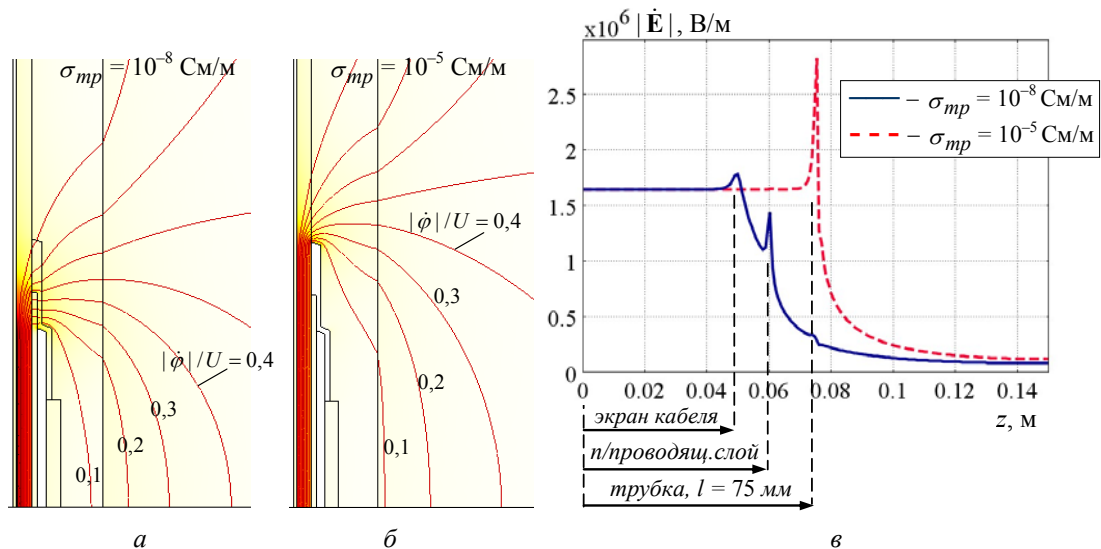 σтр = 10⁻⁸ См/м
|φ̇|/U = 0,4
0,3
0,2
0,1
а
σтр = 10⁻⁵ См/м
|φ̇|/U = 0,4
0,3
0,2
0,1
б
×10⁶ |Ė|, В/м
2.5
2
1.5
1
0.5
0
0 0.02 0.04 0.06 0.08 0.1 0.12 0.14
z, м
– σтр = 10⁻⁸ См/м
– σтр = 10⁻⁵ См/м
экран кабеля
п/проводящ.слой
трубка, l = 75 мм
в